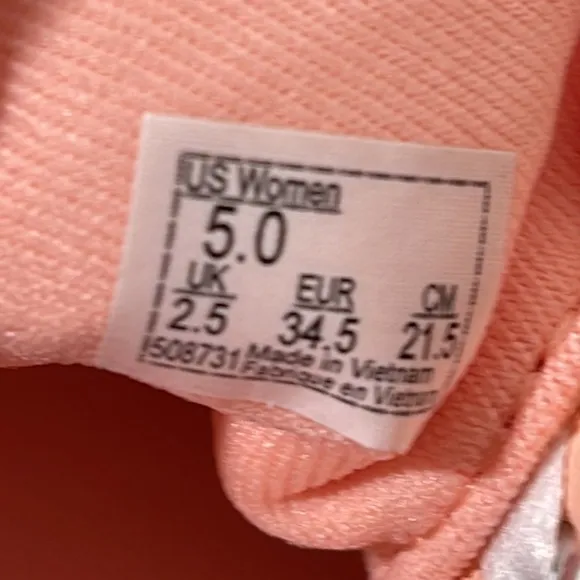 US Women
5.0
UK EUR CM
2.5 34.5 21.5
508731 Made in Vietnam
Fabrique en Vietnam